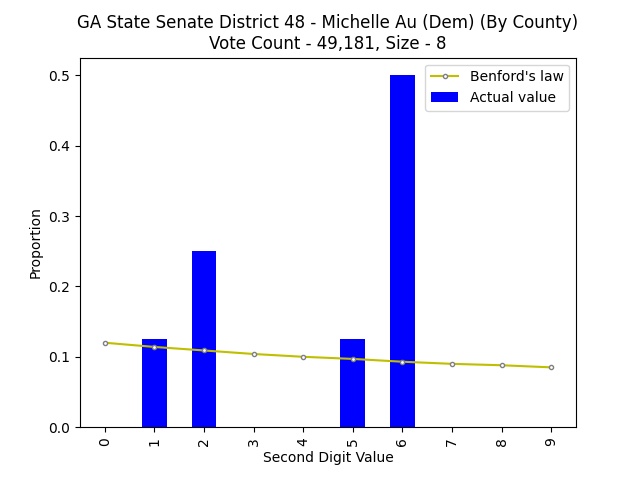 GA State Senate District 48 - Michelle Au (Dem) (By County)
Vote Count - 49,181, Size - 8
Benford's law
Actual value
0.5
0.4
0.3
0.2
0.1
0.0
Proportion
0 1 2 3 4 5 6 7 8 9
Second Digit Value